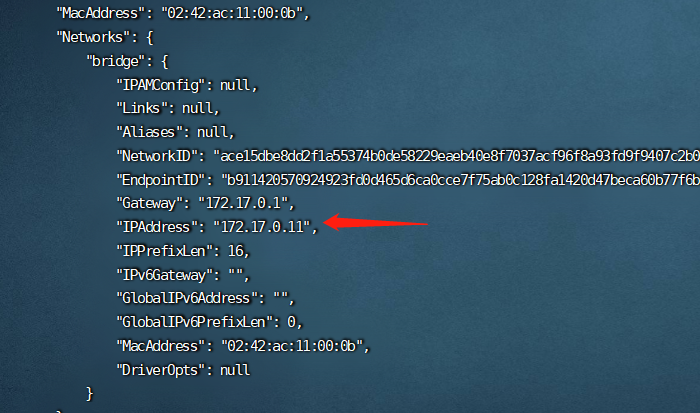 "MacAddress": "02:42:ac:11:00:0b",
"Networks": {
"bridge": {
"IPAMConfig": null,
"Links": null,
"Aliases": null,
"NetworkID": "ace15dbe8dd2f1a55374b0de58229eaeb40e8f7037acf96f8a93fd9f9407c2b0
"EndpointID": "b911420570924923fd0d465d6ca0cce7f75ab0c128fa1420d47beca60b77f6b
"Gateway": "172.17.0.1",
"IPAddress": "172.17.0.11",
"IPPrefixLen": 16,
"IPv6Gateway": "",
"GlobalIPv6Address": "",
"GlobalIPv6PrefixLen": 0,
"MacAddress": "02:42:ac:11:00:0b",
"DriverOpts": null
}